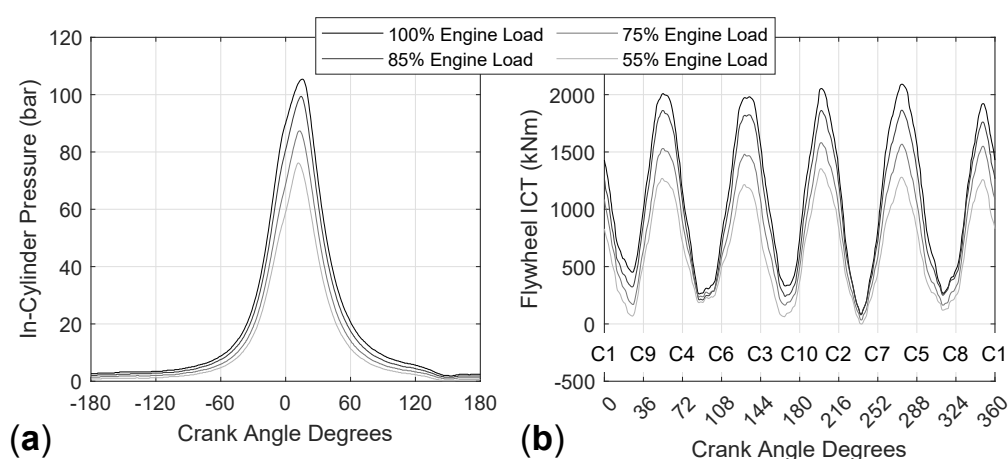 100% Engine Load
75% Engine Load
85% Engine Load
55% Engine Load
120
100
80
60
40
20
0
In-Cylinder Pressure (bar)
-180
-120
-60
0
60
120
180
Crank Angle Degrees
(a)
2000
1500
1000
500
0
-500
Flywheel ICT (kNm)
C1 C9 C4 C6 C3 C10 C2 C7 C5 C8 C1
0
36
72
108
144
180
216
252
288
324
360
Crank Angle Degrees
(b)